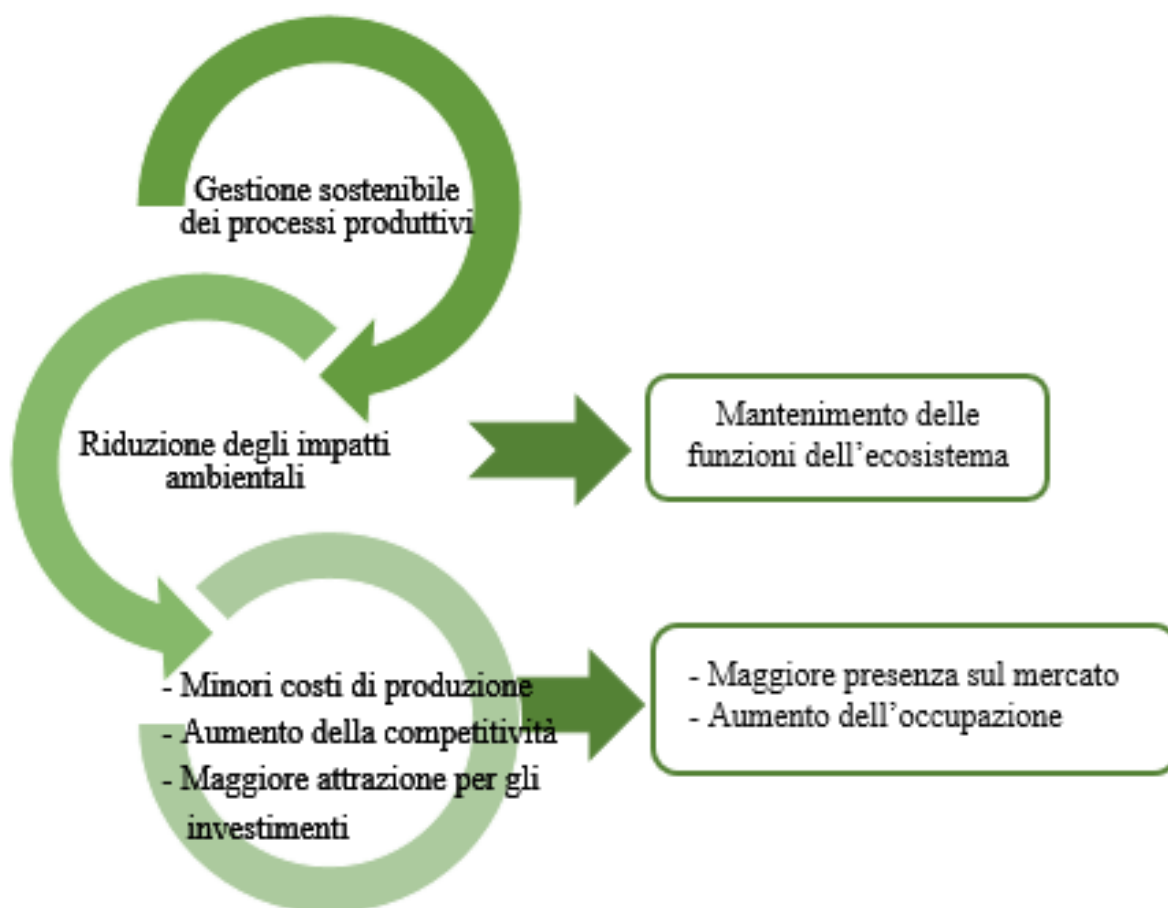 Gestione sostenibile
dei processi produttivi
Riduzione degli impatti
ambientali
Mantenimento delle
funzioni dell’ecosistema
- Minori costi di produzione
- Aumento della competitività
- Maggiore attrazione per gli
investimenti
- Maggiore presenza sul mercato
- Aumento dell’occupazione